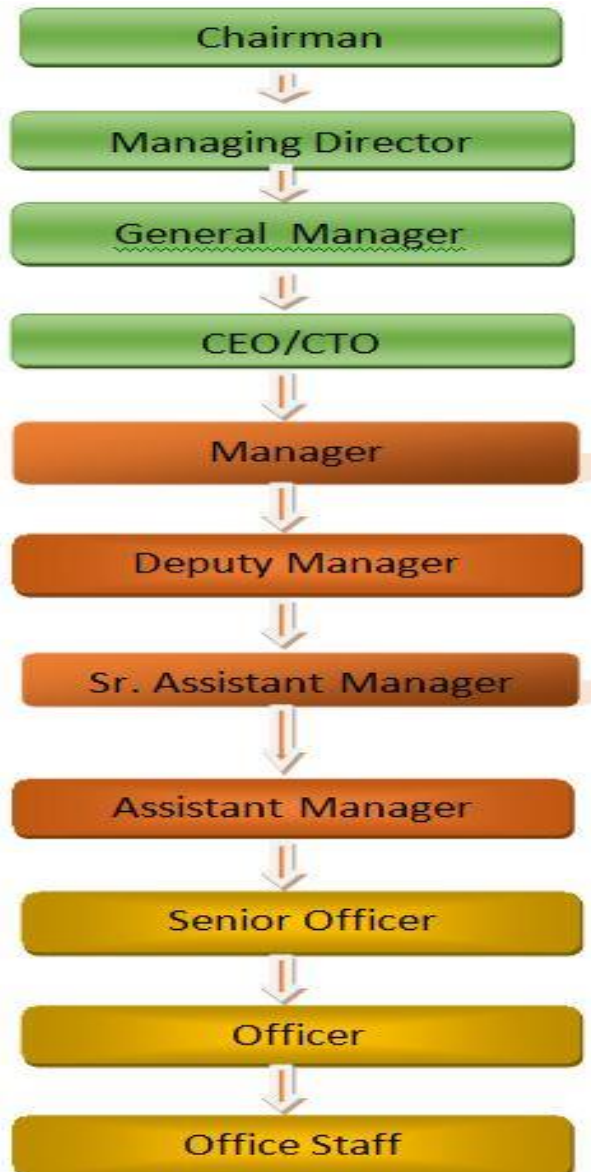 Chairman
Managing Director
General Manager
CEO/CTO
Manager
Deputy Manager
Sr. Assistant Manager
Assistant Manager
Senior Officer
Officer
Office Staff